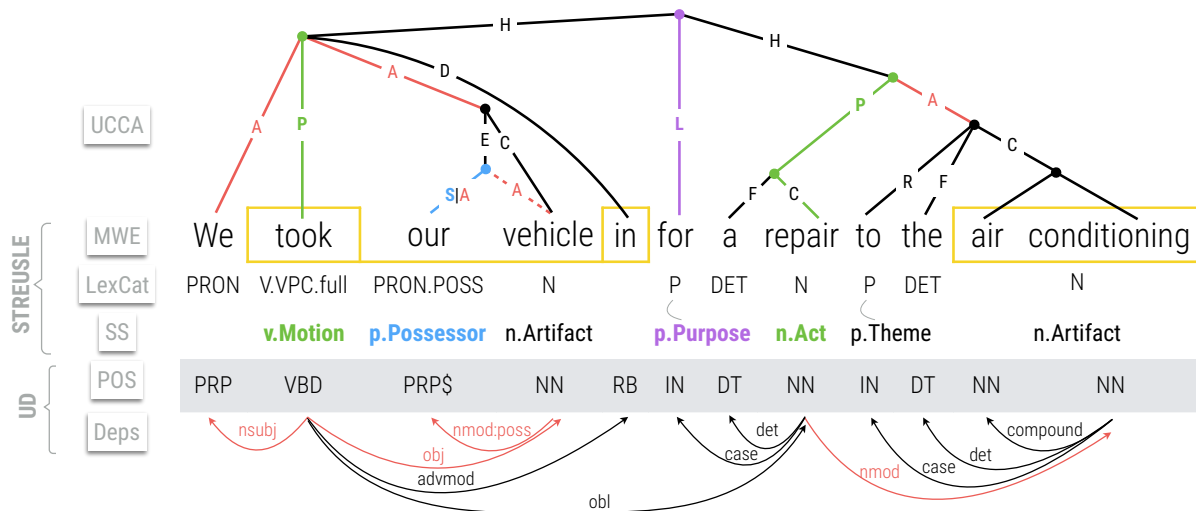 H
H
A
P
A
D
L
P
A
UCCA
E
C
R
F
C
S|A
A
F
C
STREUSLE
MWE
We took our vehicle in for a repair to the air conditioning
LexCat
PRON V.VPC.full PRON.POSS N P DET N P DET N
SS
v.Motion p.Possessor n.Artifact p.Purpose n.Act p.Theme n.Artifact
UD
POS
PRP VBD PRP$ NN RB IN DT NN IN DT NN NN
Deps
nsubj
obj
nmod:poss
advmod
obl
case
det
nmod
case
det
compound